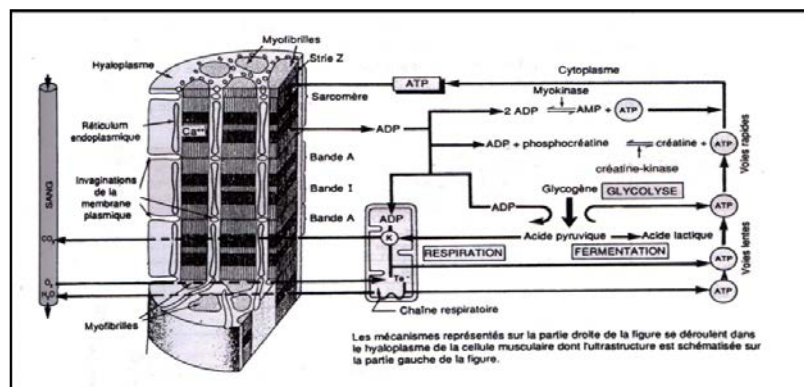 Myofibrilles
Hyaloplasme
Strie Z
Cytoplasme
ATP
Sarcomère
Myokinase
2 ADP
AMP +
ATP
Réticulum
endoplasmique
Ca++
ADP
ADP + phosphocréatine
créatine +
ATP
créatine-kinase
Voies rapides
Invaginations
de la
membrane
plasmique
Bande A
Bande I
Bande A
Glycogène
GLYCOLYSE
ADP
ADP
ATP
SANG
CO₂
K
Acide pyruvique
Acide lactique
RESPIRATION
FERMENTATION
ATP
Voies lentes
O₂
H₂O
ATP
Chaîne respiratoire
Myofibrilles
Les mécanismes représentés sur la partie droite de la figure se déroulent dans
le hyaloplasme de la cellule musculaire dont l'ultrastructure est schématisée sur
la partie gauche de la figure.